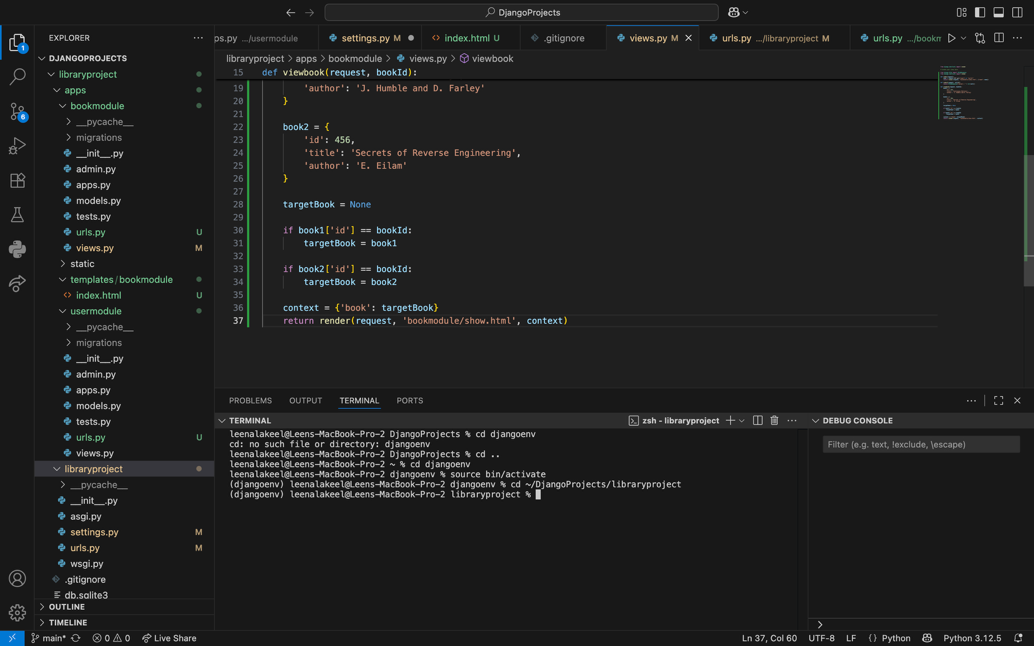 DjangoProjects
EXPLORER
DJANGOPROJECTS
libraryproject
apps
bookmodule
__pycache__
migrations
__init__.py
admin.py
apps.py
models.py
tests.py
urls.py U
views.py M
static
templates/bookmodule
index.html U
usermodule
__pycache__
migrations
__init__.py
admin.py
apps.py
models.py
tests.py
urls.py U
views.py
libraryproject
__pycache__
__init__.py
asgi.py
settings.py M
urls.py M
wsgi.py
.gitignore
db.sqlite3
OUTLINE
TIMELINE
1
6
ps.py .../usermodule settings.py M index.html U .gitignore views.py M urls.py .../libraryproject M urls.py .../bookm
libraryproject > apps > bookmodule > views.py > viewbook
15 def viewbook(request, bookId):
19 'author': 'J. Humble and D. Farley'
20 }
21
22 book2 = {
23 'id': 456,
24 'title': 'Secrets of Reverse Engineering',
25 'author': 'E. Eilam'
26 }
27
28 targetBook = None
29
30 if book1['id'] == bookId:
31 targetBook = book1
32
33 if book2['id'] == bookId:
34 targetBook = book2
35
36 context = {'book': targetBook}
37 return render(request, 'bookmodule/show.html', context)
PROBLEMS OUTPUT TERMINAL PORTS
TERMINAL zsh - libraryproject
leenalakeel@Leens-MacBook-Pro-2 DjangoProjects % cd djangoenv
cd: no such file or directory: djangoenv
leenalakeel@Leens-MacBook-Pro-2 DjangoProjects % cd ..
leenalakeel@Leens-MacBook-Pro-2 ~ % cd djangoenv
leenalakeel@Leens-MacBook-Pro-2 djangoenv % source bin/activate
(djangoenv) leenalakeel@Leens-MacBook-Pro-2 djangoenv % cd ~/DjangoProjects/libraryproject
(djangoenv) leenalakeel@Leens-MacBook-Pro-2 libraryproject %
DEBUG CONSOLE
Filter (e.g. text, !exclude, \escape)
main* 0 0 Live Share Ln 37, Col 60 UTF-8 LF {} Python Python 3.12.5